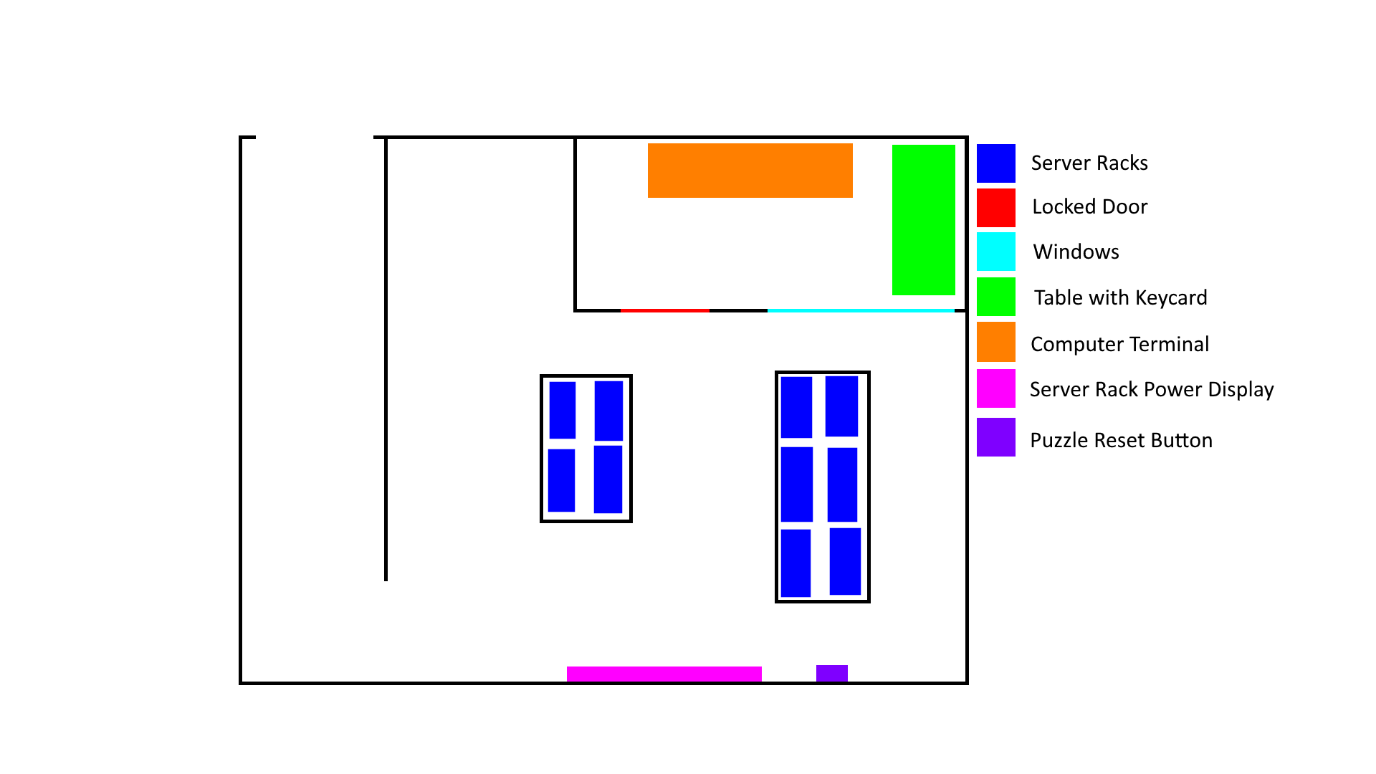 Server Racks
Locked Door
Windows
Table with Keycard
Computer Terminal
Server Rack Power Display
Puzzle Reset Button